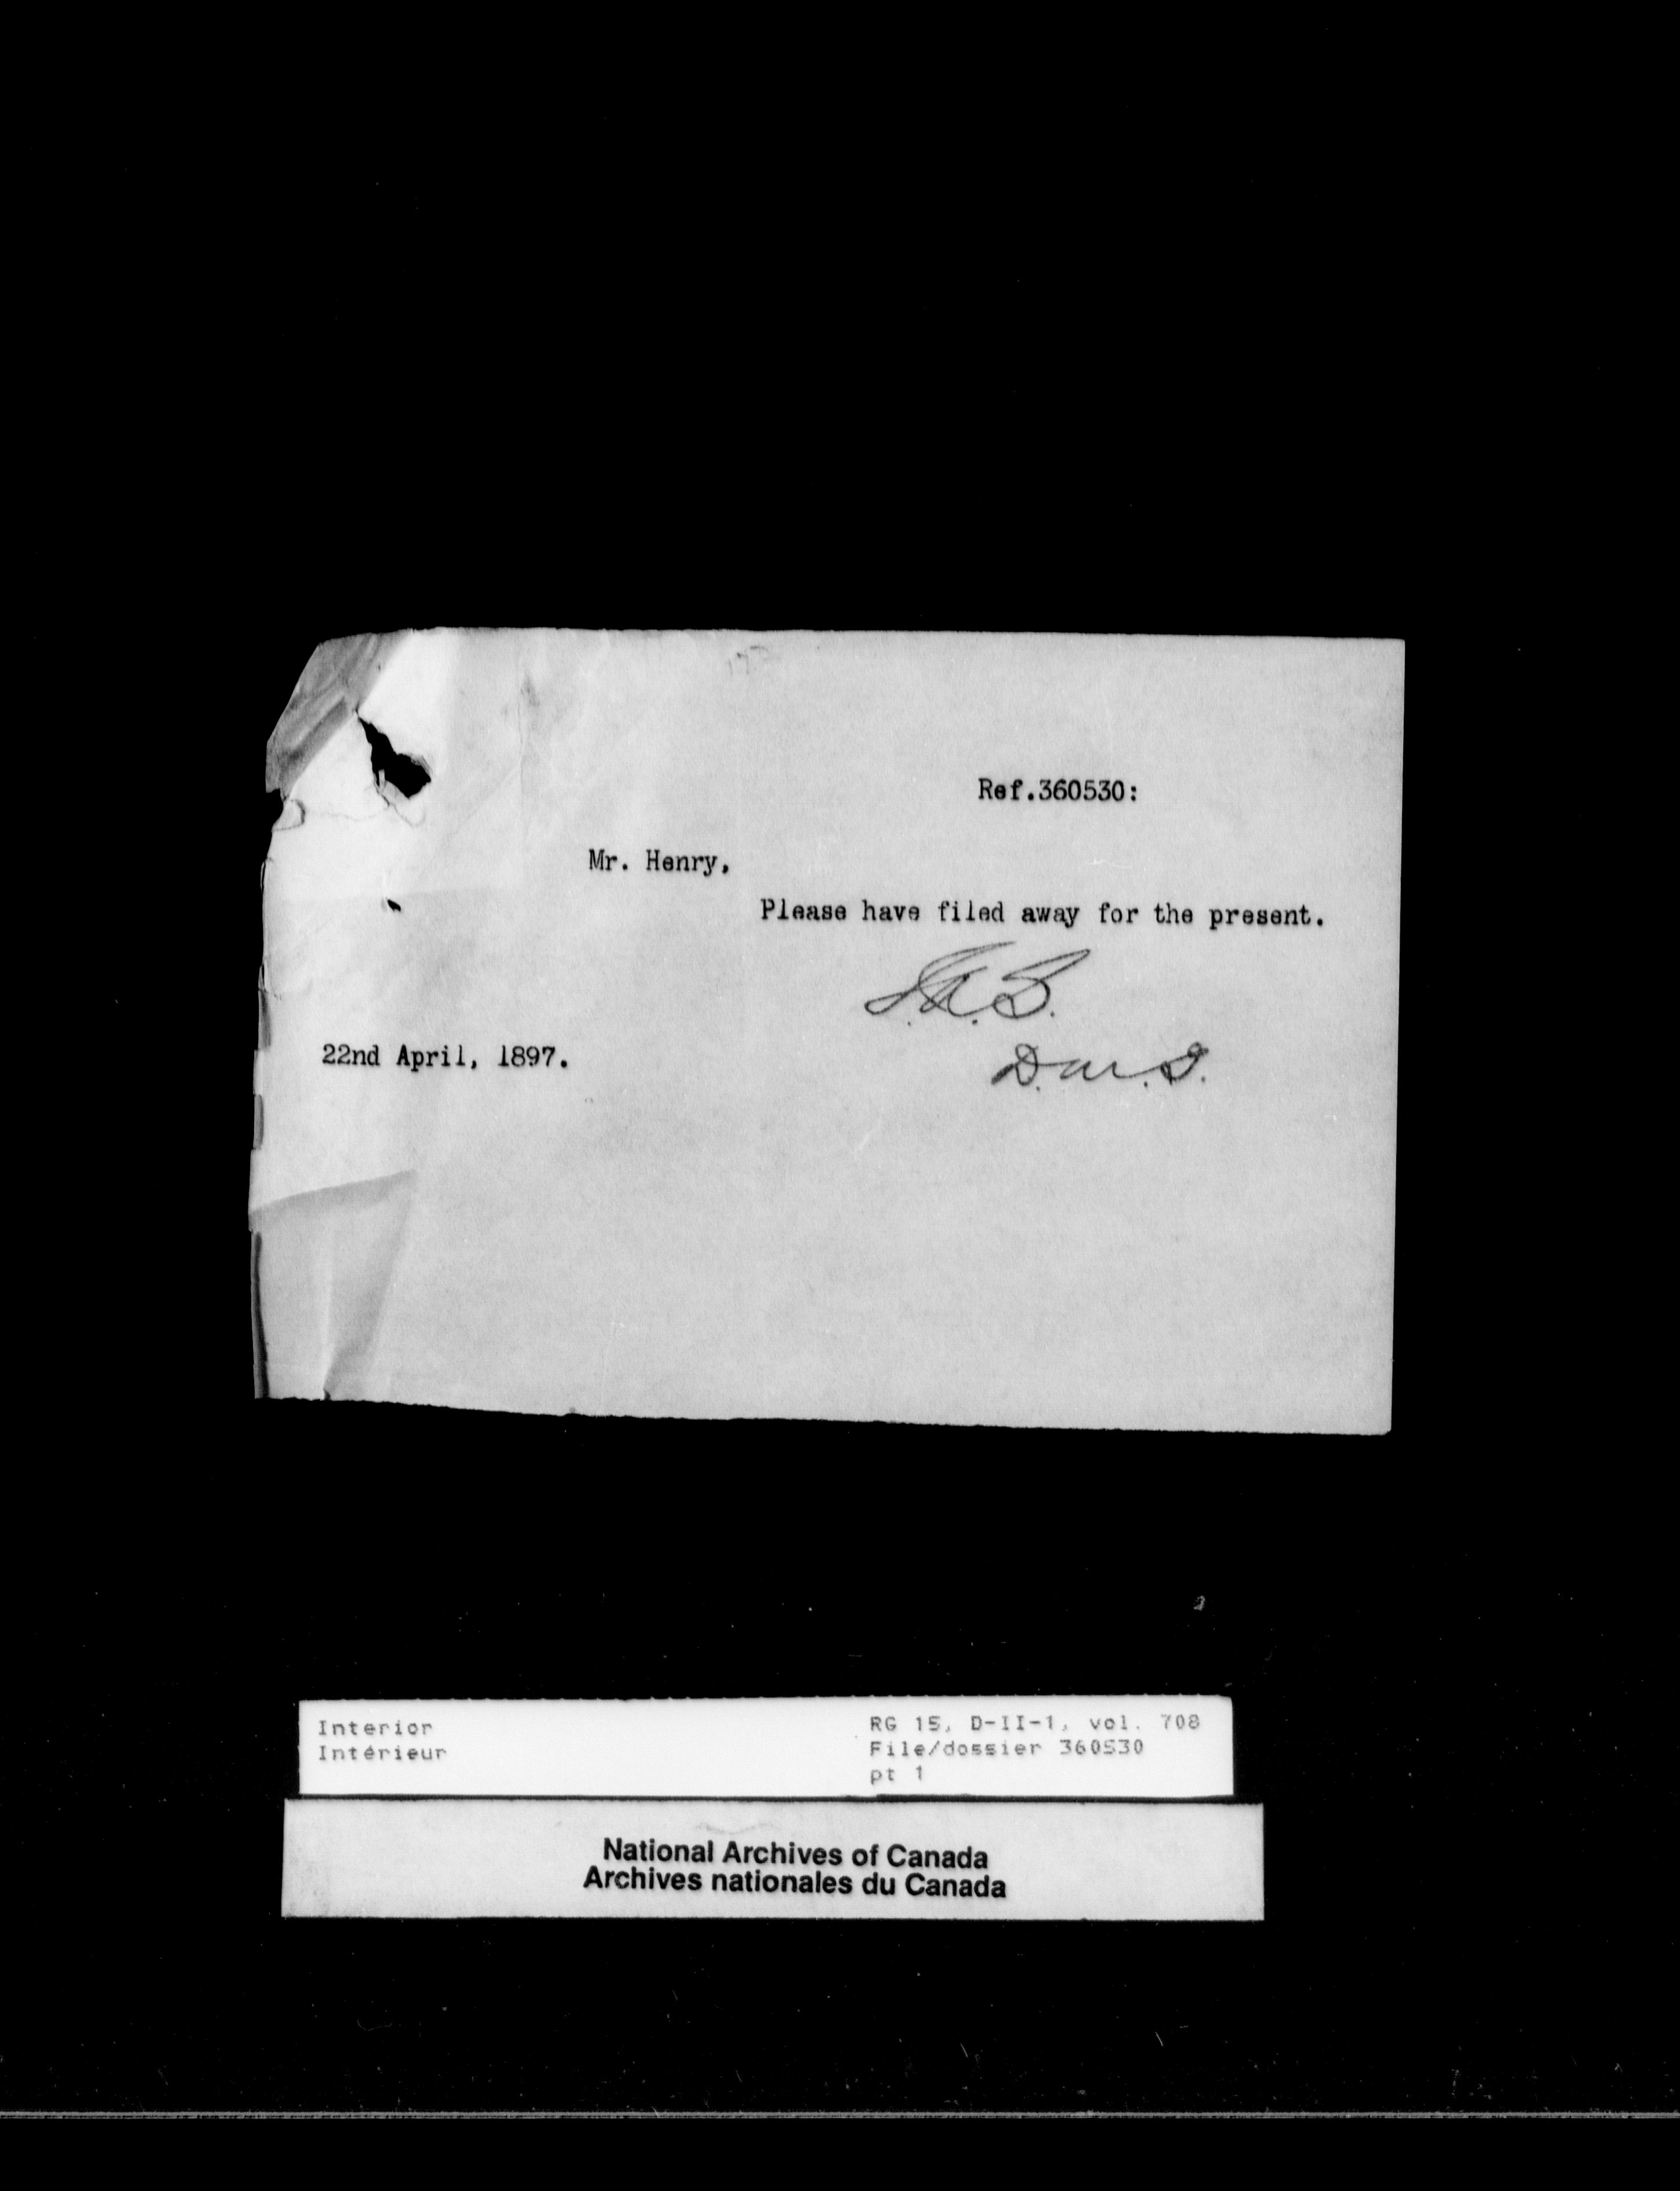 Ref.360530:
Mr. Henry,
Please have filed away for the present.
22nd April, 1897.
Interior
Intérieur
RG 15, D-II-1, vol. 708
File/dossier 360530
pt 1
National Archives of Canada
Archives nationales du Canada